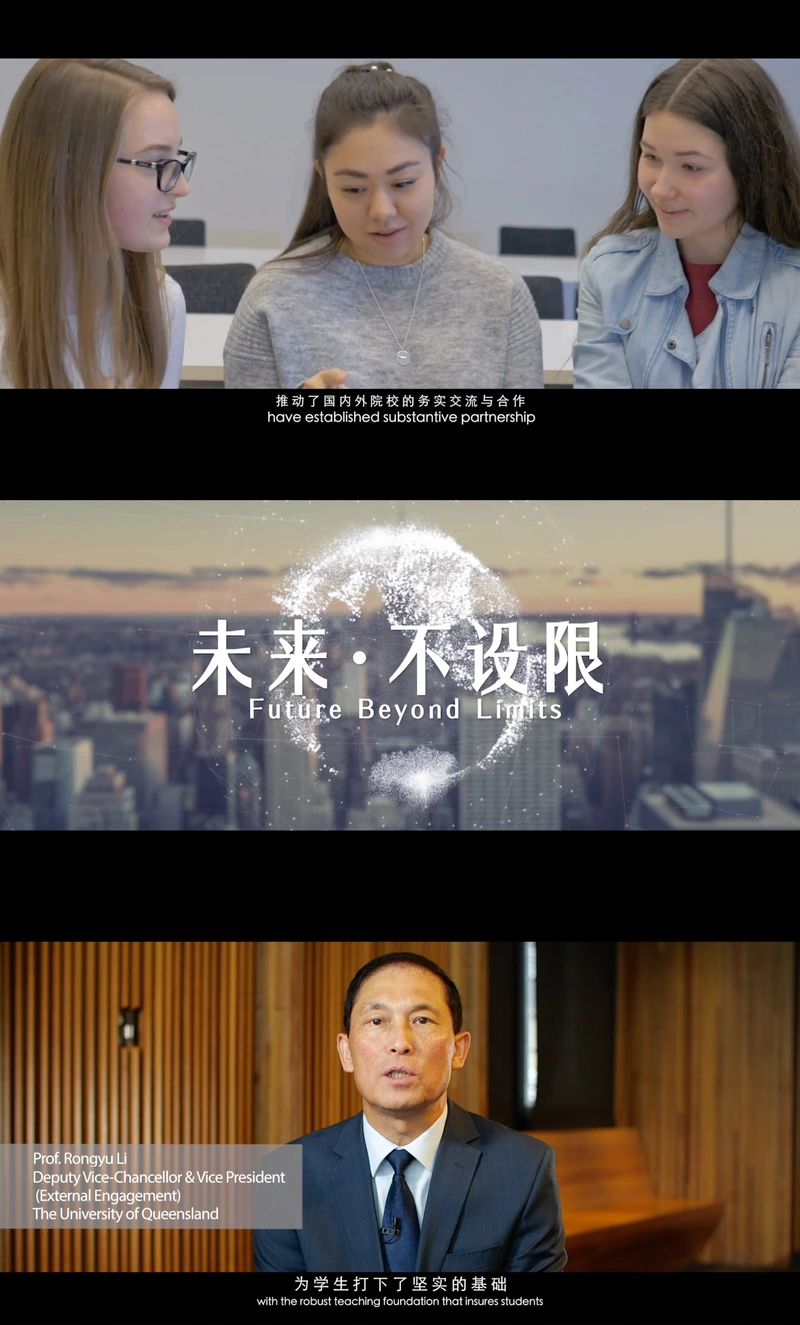 推动了国内外院校的务实交流与合作
have established substantive partnership
未来·不设限
Future Beyond Limits
Prof. Rongyu Li
Deputy Vice-Chancellor & Vice President
(External Engagement)
The University of Queensland
为学生打下了坚实的基础
with the robust teaching foundation that insures students